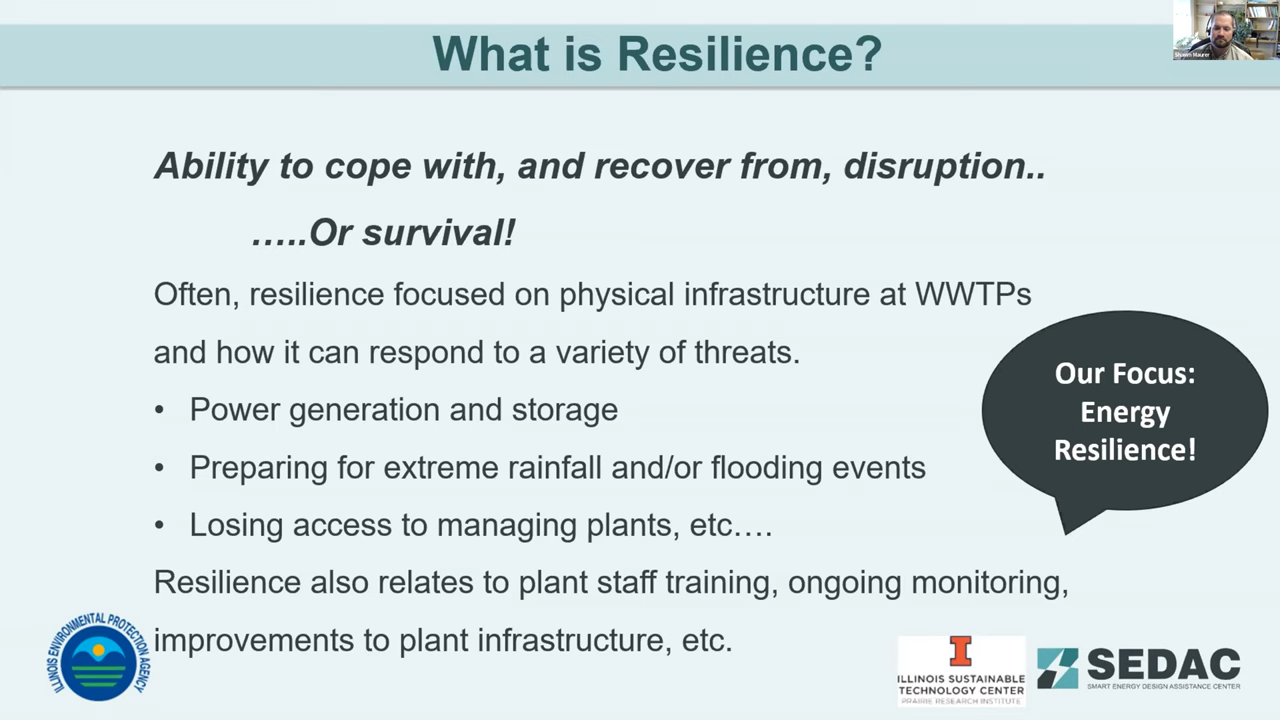 What is Resilience?
Shawn Maurer
Ability to cope with, and recover from, disruption..
…..Or survival!
Often, resilience focused on physical infrastructure at WWTPs
and how it can respond to a variety of threats.
• Power generation and storage
• Preparing for extreme rainfall and/or flooding events
• Losing access to managing plants, etc….
Our Focus:
Energy
Resilience!
Resilience also relates to plant staff training, ongoing monitoring,
improvements to plant infrastructure, etc.
ILLINOIS ENVIRONMENTAL PROTECTION AGENCY
ILLINOIS SUSTAINABLE
TECHNOLOGY CENTER
PRAIRIE RESEARCH INSTITUTE
SEDAC
SMART ENERGY DESIGN ASSISTANCE CENTER